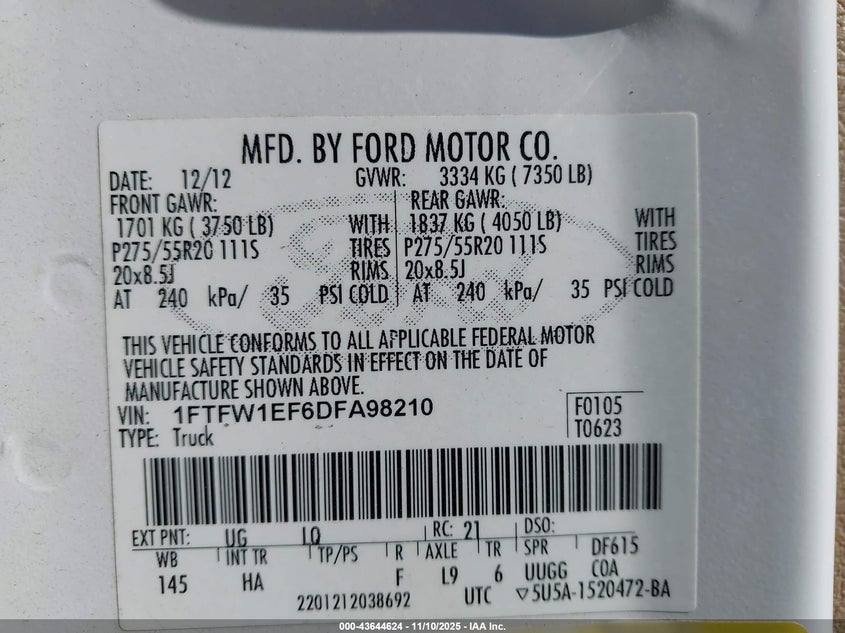 MFD. BY FORD MOTOR CO.
DATE: 12/12 GVWR: 3334 KG ( 7350 LB)
FRONT GAWR: REAR GAWR:
1701 KG ( 3750 LB) WITH 1837 KG ( 4050 LB) WITH
P275/55R20 111S TIRES P275/55R20 111S TIRES
20x8.5J RIMS 20x8.5J RIMS
AT 240 kPa/ 35 PSI COLD AT 240 kPa/ 35 PSI COLD
THIS VEHICLE CONFORMS TO ALL APPLICABLE FEDERAL MOTOR
VEHICLE SAFETY STANDARDS IN EFFECT ON THE DATE OF
MANUFACTURE SHOWN ABOVE.
VIN: 1FTFW1EF6DFA98210 F0105
TYPE: Truck T0623
EXT PNT: UG LQ RC: 21 DSO:
WB INT TR TP/PS R AXLE TR SPR DF615
145 HA F L9 6 UUGG COA
2201212038692 UTC ▽5U5A-1520472-BA
000-43644624 - 11/10/2025 - IAA Inc.